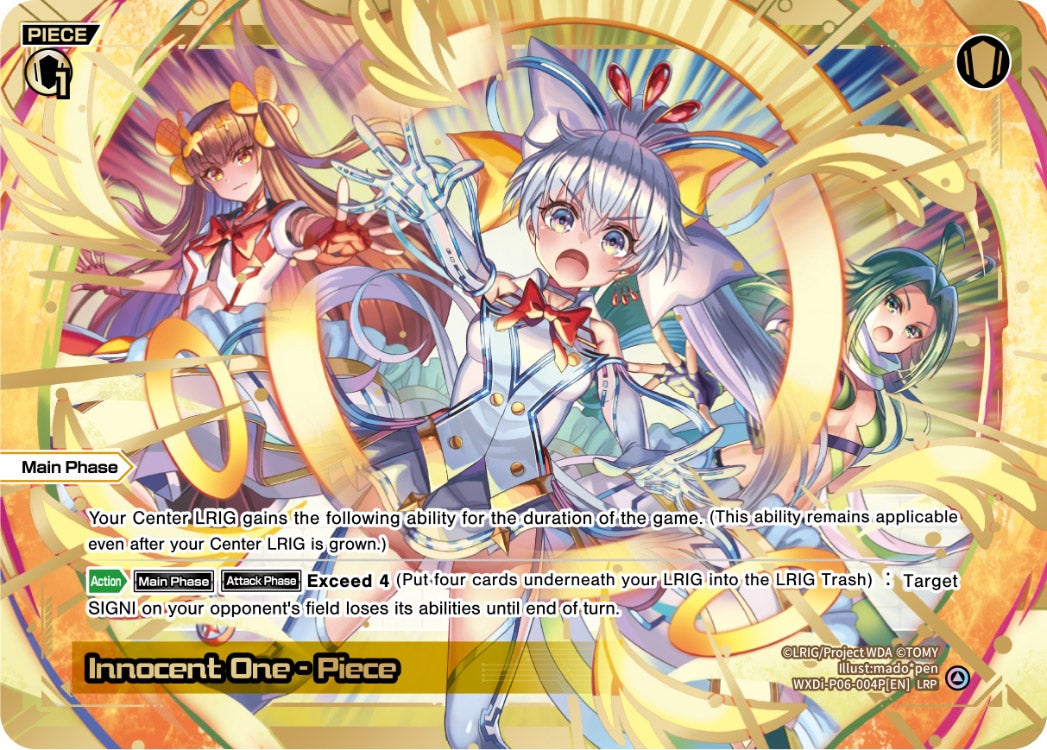 PIECE
Main Phase
Your Center LRIG gains the following ability for the duration of the game. (This ability remains applicable
even after your Center LRIG is grown.)
Action Main Phase Attack Phase Exceed 4 (Put four cards underneath your LRIG into the LRIG Trash) : Target
SIGNI on your opponent's field loses its abilities until end of turn.
Innocent One - Piece
©LRIG/Project WDA ©TOMY
Illust:mado*pen
WXDi-P06-004P[EN] LRP